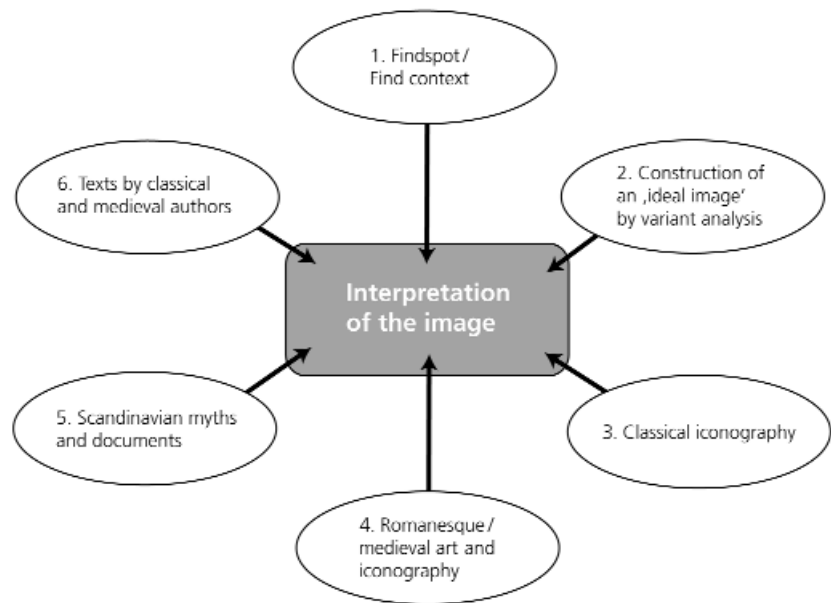 1. Findspot/
Find context
2. Construction of
an ‚ideal image'
by variant analysis
3. Classical iconography
4. Romanesque/
medieval art and
iconography
5. Scandinavian myths
and documents
6. Texts by classical
and medieval authors
Interpretation
of the image